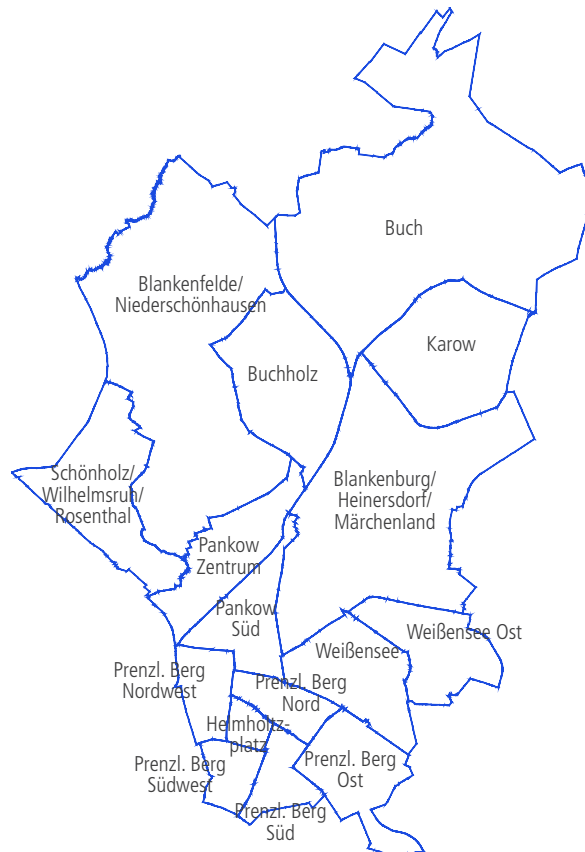 Buch
Blankenfelde/
Niederschönhausen
Karow
Buchholz
Schönholz/
Wilhelmsruh/
Rosenthal
Blankenburg/
Heinersdorf/
Märchenland
Pankow
Zentrum
Pankow
Süd
Weißensee Ost
Weißensee
Prenzl. Berg
Nordwest
Prenzl. Berg
Nord
Helmholtz-
platz
Prenzl. Berg
Südwest
Prenzl. Berg
Ost
Prenzl. Berg
Süd